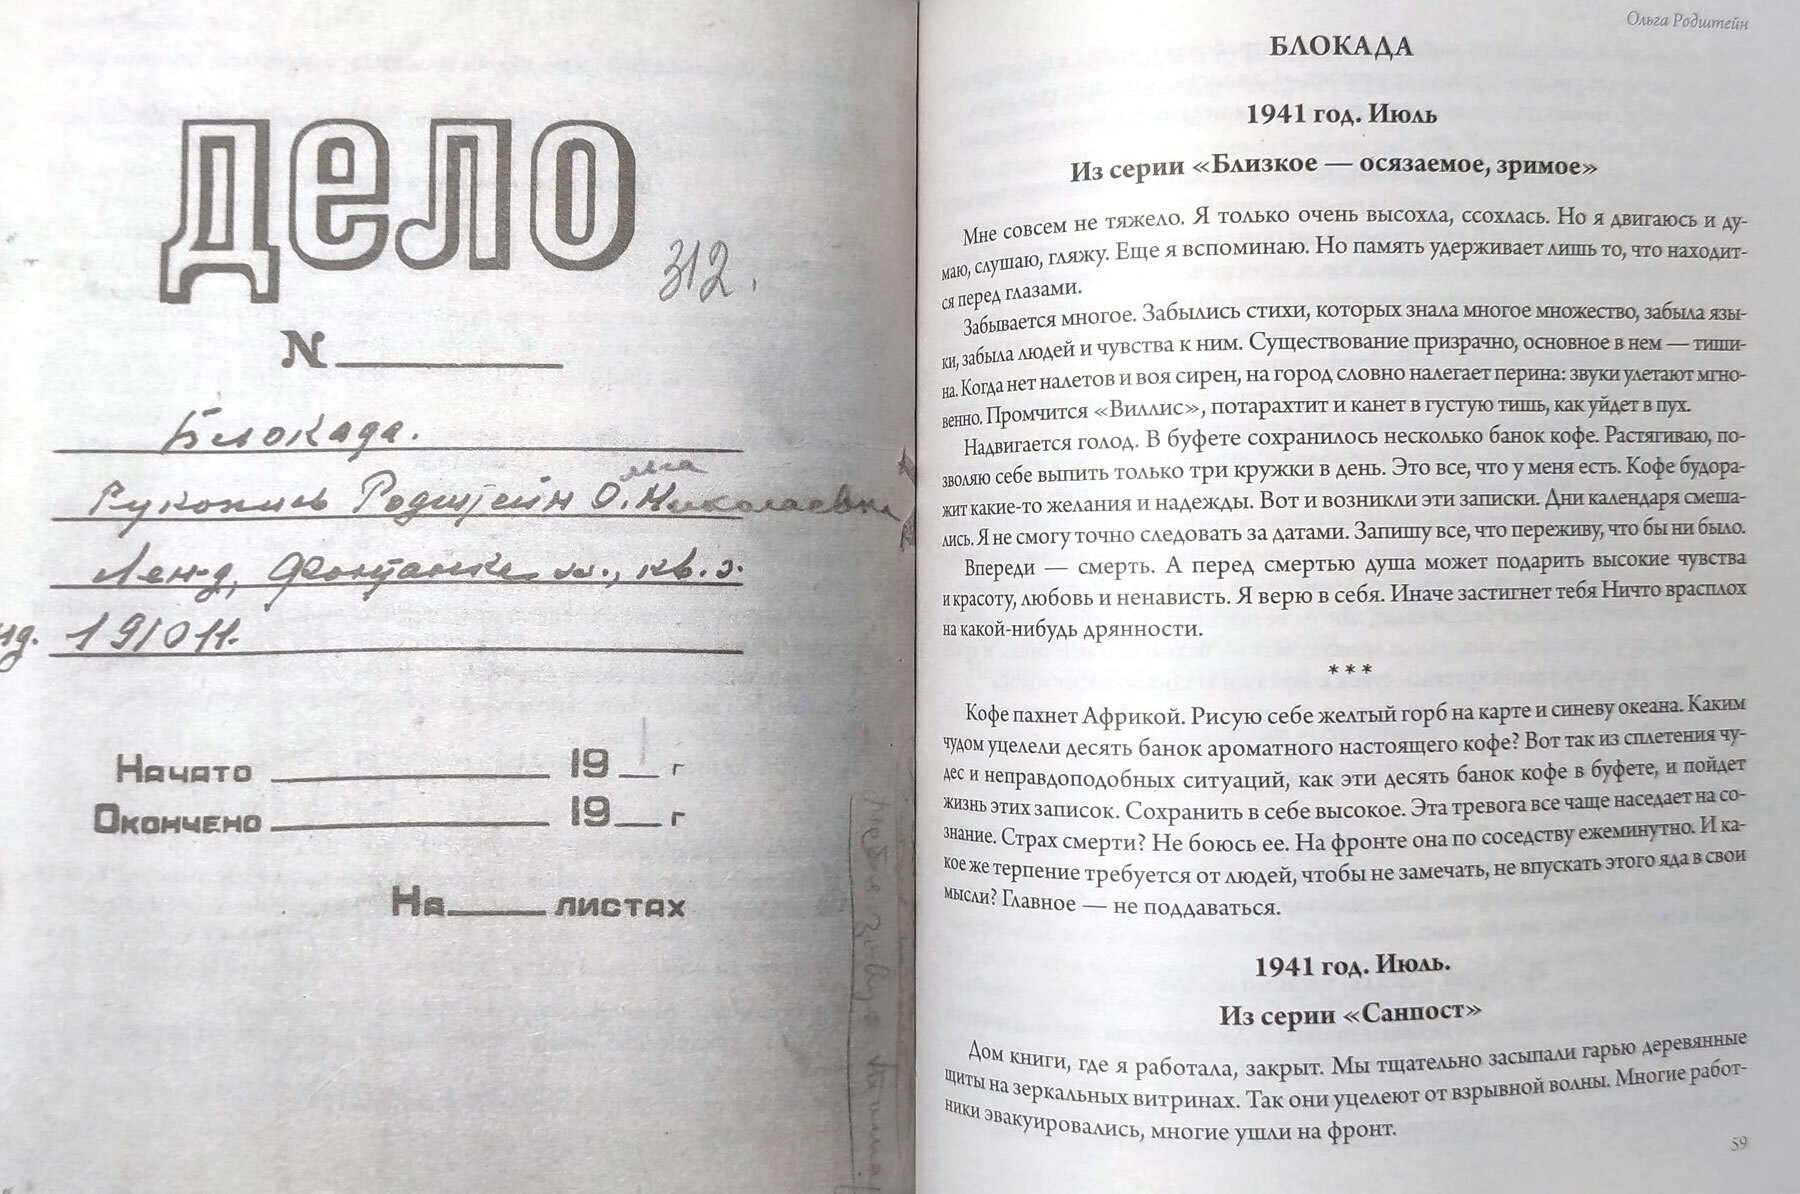 дело
312.
N
Блокада.
Рукопись Родштейн О. Николаевны
льга
Лен-д, Фонтанка
кв. 3.
191011.
Начато 19 г
Окончено 19 г
На листах
Ольга Родштейн
БЛОКАДА
1941 год. Июль
Из серии «Близкое — осязаемое, зримое»
Мне совсем не тяжело. Я только очень высохла, ссохлась. Но я двигаюсь и ду-
маю, слушаю, гляжу. Еще я вспоминаю. Но память удерживает лишь то, что находит-
ся перед глазами.
Забывается многое. Забылись стихи, которых знала многое множество, забыла язы-
ки, забыла людей и чувства к ним. Существование призрачно, основное в нем — тиши-
на. Когда нет налетов и воя сирен, на город словно налегает перина: звуки улетают мгно-
венно. Промчится «Виллис», потарахтит и канет в густую тишь, как уйдет в пух.
Надвигается голод. В буфете сохранилось несколько банок кофе. Растягиваю, по-
зволяю себе выпить только три кружки в день. Это все, что у меня есть. Кофе будора-
жит какие-то желания и надежды. Вот и возникли эти записки. Дни календаря смеша-
лись. Я не смогу точно следовать за датами. Запишу все, что переживу, что бы ни было.
Впереди — смерть. А перед смертью душа может подарить высокие чувства
и красоту, любовь и ненависть. Я верю в себя. Иначе застигнет тебя Ничто врасплох
на какой-нибудь дрянности.
***
Кофе пахнет Африкой. Рисую себе желтый горб на карте и синеву океана. Каким
чудом уцелели десять банок ароматного настоящего кофе? Вот так из сплетения чу-
дес и неправдоподобных ситуаций, как эти десять банок кофе в буфете, и пойдет
жизнь этих записок. Сохранить в себе высокое. Эта тревога все чаще наседает на со-
знание. Страх смерти? Не боюсь ее. На фронте она по соседству ежеминутно. И ка-
кое же терпение требуется от людей, чтобы не замечать, не впускать этого яда в свои
мысли? Главное — не поддаваться.
1941 год. Июль.
Из серии «Санпост»
Дом книги, где я работала, закрыт. Мы тщательно засыпали гарью деревянные
щиты на зеркальных витринах. Так они уцелеют от взрывной волны. Многие работ-
ники эвакуировались, многие ушли на фронт.
59